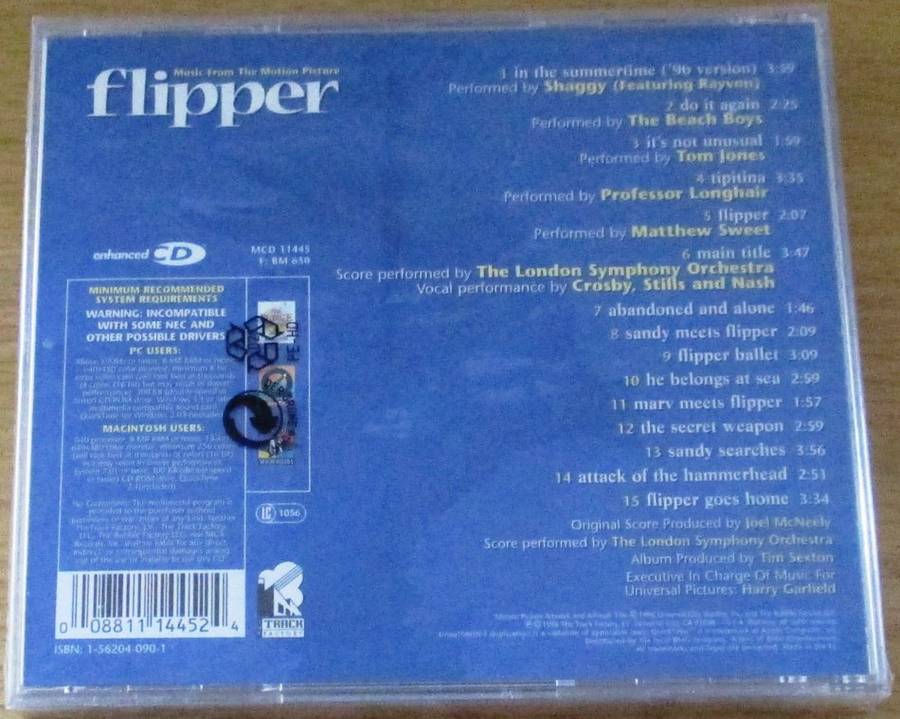 Music From The Motion Picture
flipper
1 in the summertime ('96 version) 3:59
Performed by Shaggy (Featuring Rayvon)
2 do it again 2:25
Performed by The Beach Boys
3 it's not unusual 1:59
Performed by Tom Jones
4 tipitina 3:35
Performed by Professor Longhair
5 flipper 2:07
Performed by Matthew Sweet
6 main title 3:47
Score performed by The London Symphony Orchestra
Vocal performance by Crosby, Stills and Nash
7 abandoned and alone 1:46
8 sandy meets flipper 2:09
9 flipper ballet 3:09
10 he belongs at sea 2:59
11 marv meets flipper 1:57
12 the secret weapon 2:59
13 sandy searches 3:56
14 attack of the hammerhead 2:51
15 flipper goes home 3:34
Original Score Produced by Joel McNeely
Score performed by The London Symphony Orchestra
Album Produced by Tim Sexton
Executive In Charge Of Music For
Universal Pictures: Harry Garfield
enhanced CD
MCD 11445
F: BM 650
MINIMUM RECOMMENDED
SYSTEM REQUIREMENTS
WARNING: INCOMPATIBLE
WITH SOME NEC AND
OTHER POSSIBLE DRIVERS
PC USERS:
MACINTOSH USERS:
LC 1056
TRACK
FACTORY
0 08811 14452 4
ISBN: 1-56204-090-1